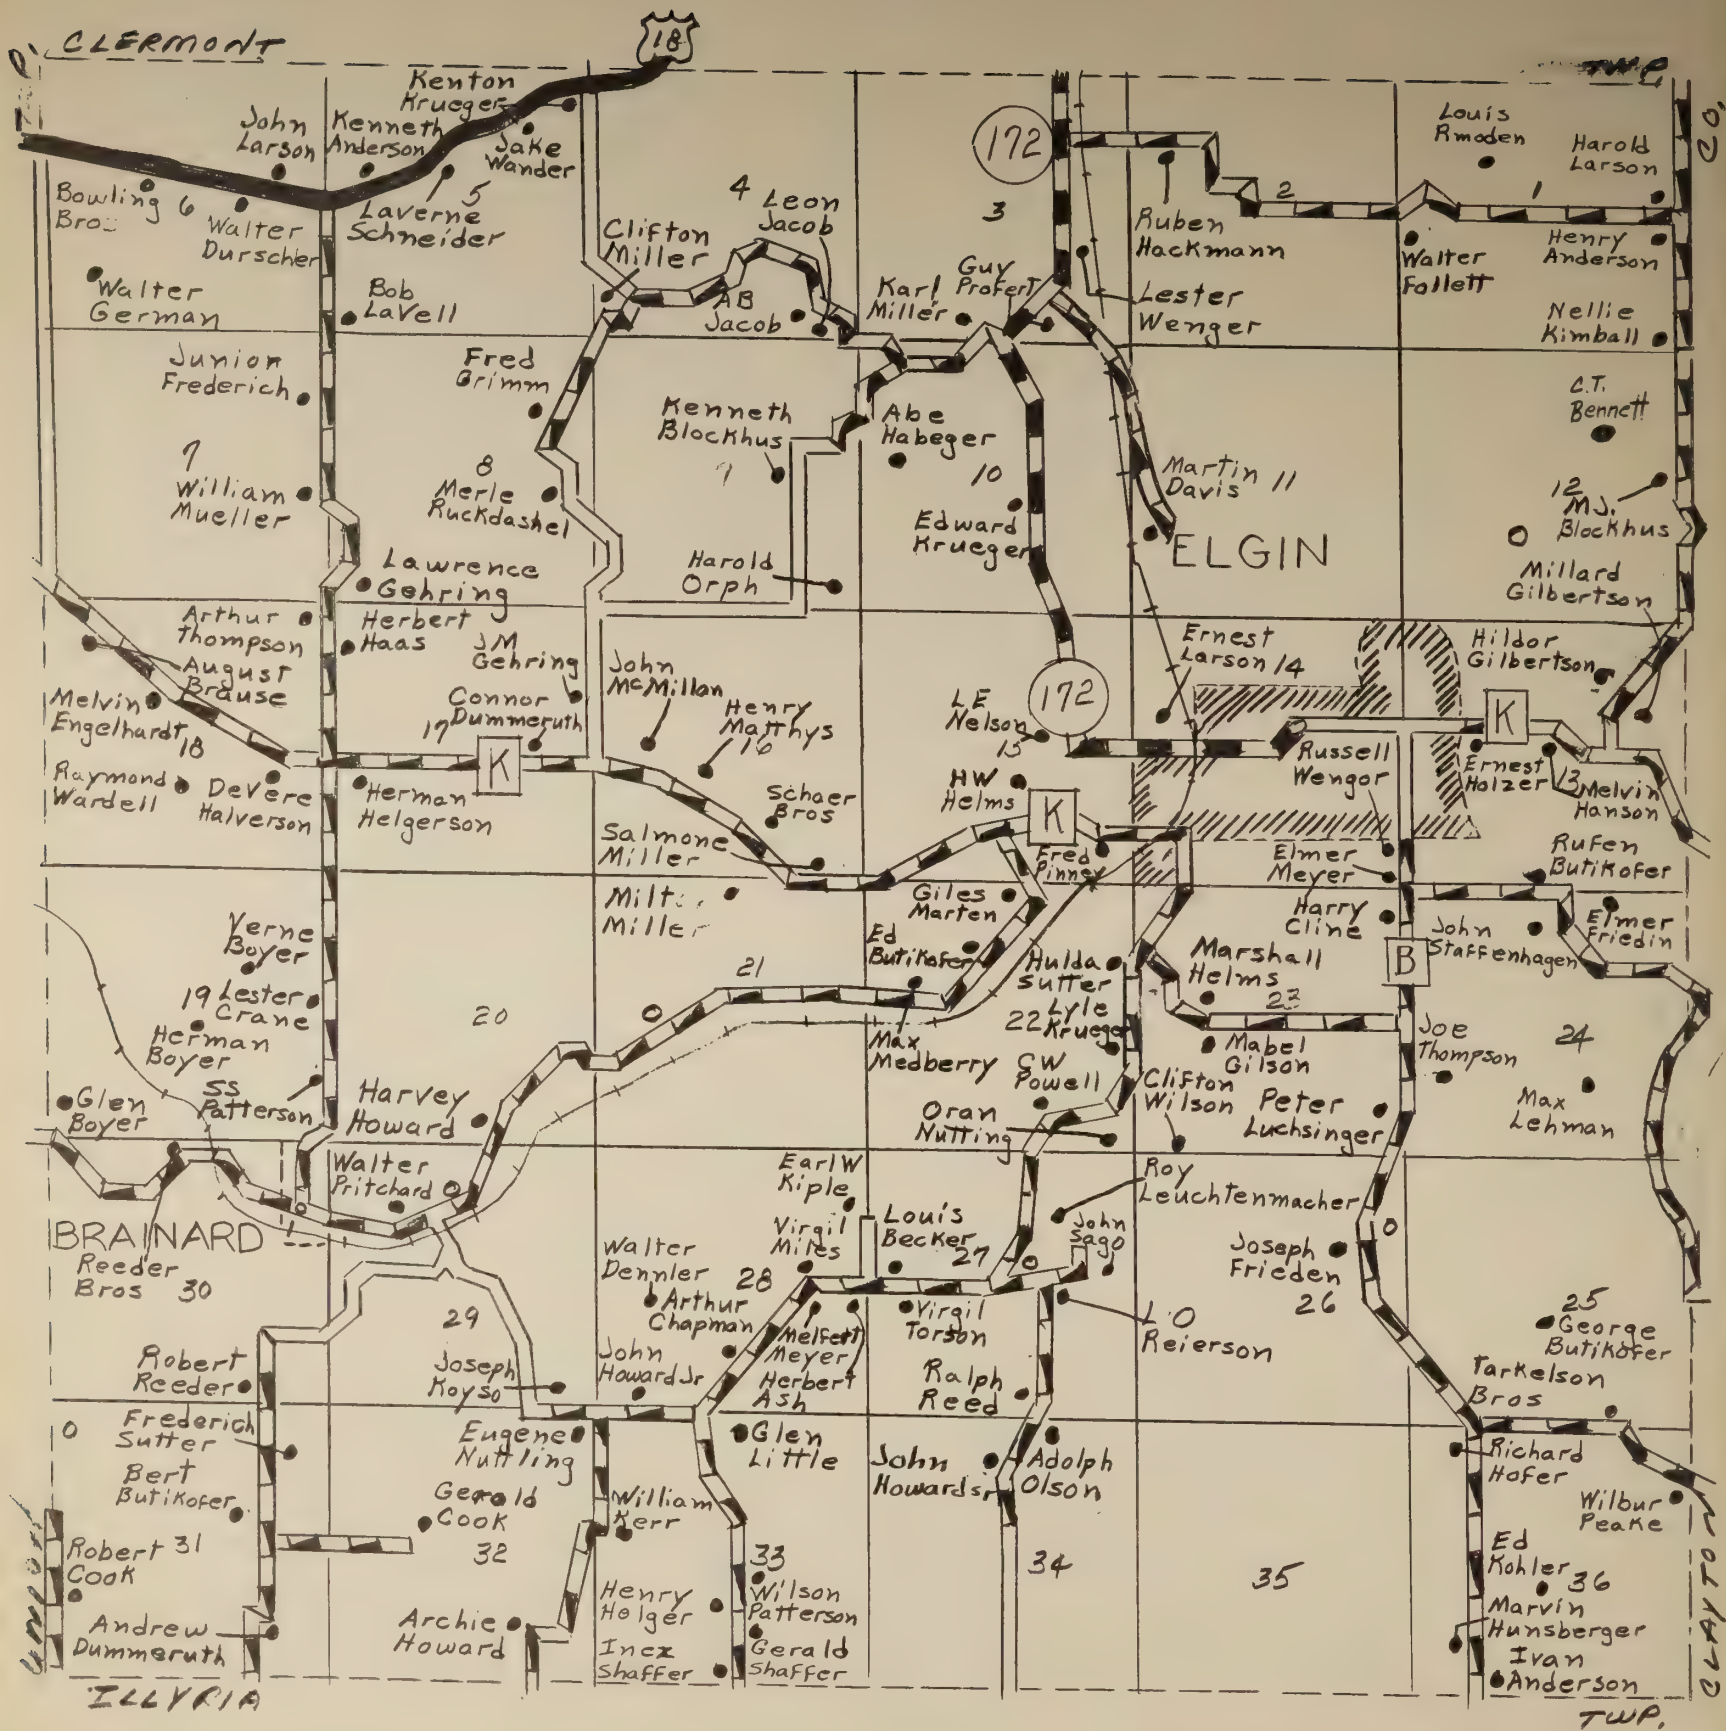 CLERMONT
18
TWP.
TWP.
CO.
Kenton
Krueger
John
Larson
Kenneth
Anderson
Jake
Wander
172
Louis
Rmoden
Harold
Larson
Bowling
Bros
6
Walter
Durscher
Laverne
Schneider
5
4
Leon
Jacob
3
2
1
Clifton
Miller
Ruben
Hackmann
Walter
Follett
Henry
Anderson
Walter
German
Bob
LaVell
AB
Jacob
Karl
Miller
Guy
Profert
Lester
Wenger
Nellie
Kimball
Junior
Frederich
Fred
Grimm
Kenneth
Blockhus
Abe
Habeger
C.T.
Bennett
7
William
Mueller
8
Merle
Ruckdashel
9
10
Martin
Davis
11
12
M.J.
Blockhus
Edward
Krueger
ELGIN
Lawrence
Gehring
Harold
Orph
Millard
Gilbertson
Arthur
Thompson
Herbert
Haas
JM
Gehring
John
McMillan
Ernest
Larson
14
Hildor
Gilbertson
August
Brause
Melvin
Engelhardt
18
Connor
Dummeruth
17
Henry
Matthys
16
LE
Nelson
15
172
K
K
Raymond
Wardell
DeVere
Halverson
Herman
Helgerson
Schaer
Bros
HW
Helms
K
Russell
Wengor
Ernest
Holzer
13
Melvin
Hanson
Salmone
Miller
Fred
Pinney
Elmer
Meyer
Rufen
Butikofer
Miller
Giles
Marten
Harry
Cline
Verne
Boyer
Ed
Butikofer
Hulda
Sutter
Marshall
Helms
B
John
Staffenhagen
Elmer
Friedin
19
Lester
Crane
20
21
22
Lyle
Krueger
23
24
Herman
Boyer
Max
Medberry
Mabel
Gilson
Joe
Thompson
Glen
Boyer
SS
Patterson
Harvey
Howard
CW
Powell
Clifton
Wilson
Peter
Luchsinger
Max
Lehman
Oran
Nutting
Walter
Pritchard
Earl W
Kiple
Roy
Leuchtenmacher
BRAINARD
Reeder
Bros
30
Virgil
Miles
Louis
Becker
27
John
Sago
Walter
Dennler
28
Joseph
Frieden
26
29
Arthur
Chapman
Melfert
Meyer
Virgil
Torson
L O
Reierson
25
George
Butikofer
Robert
Reeder
Joseph
Koyso
John
Howard Jr
Herbert
Ash
Ralph
Reed
Tarkelson
Bros
Frederich
Sutter
Eugene
Nuttling
Glen
Little
John
Howard sr
Adolph
Olson
Richard
Hofer
Bert
Butikofer
Gerald
Cook
William
Kerr
Wilbur
Peake
Robert
Cook
31
32
33
34
35
Ed
Kohler
36
Henry
Holger
Wilson
Patterson
Marvin
Hunsberger
Andrew
Dummeruth
Archie
Howard
Inez
Shaffer
Gerald
Shaffer
Ivan
Anderson
UNION
CLAYTON
ILLYRIA
TWP.